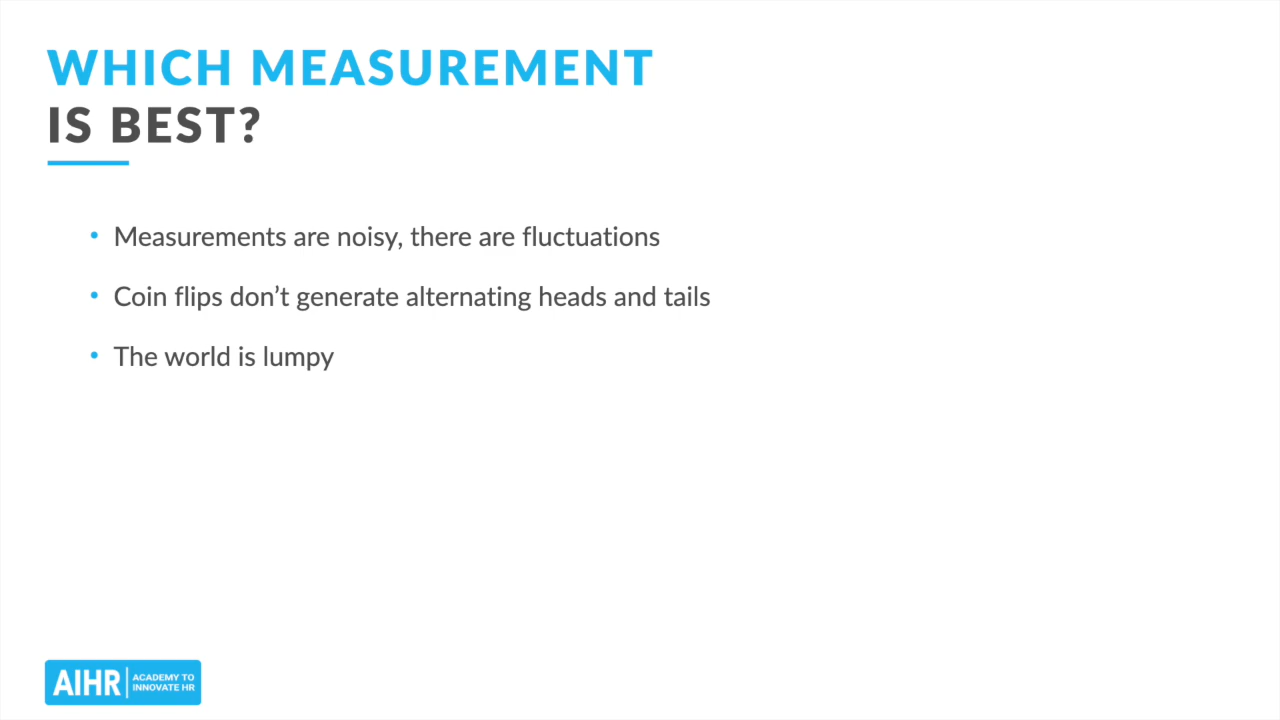 WHICH MEASUREMENT
IS BEST?
• Measurements are noisy, there are fluctuations
• Coin flips don’t generate alternating heads and tails
• The world is lumpy
AIHR
ACADEMY TO
INNOVATE HR